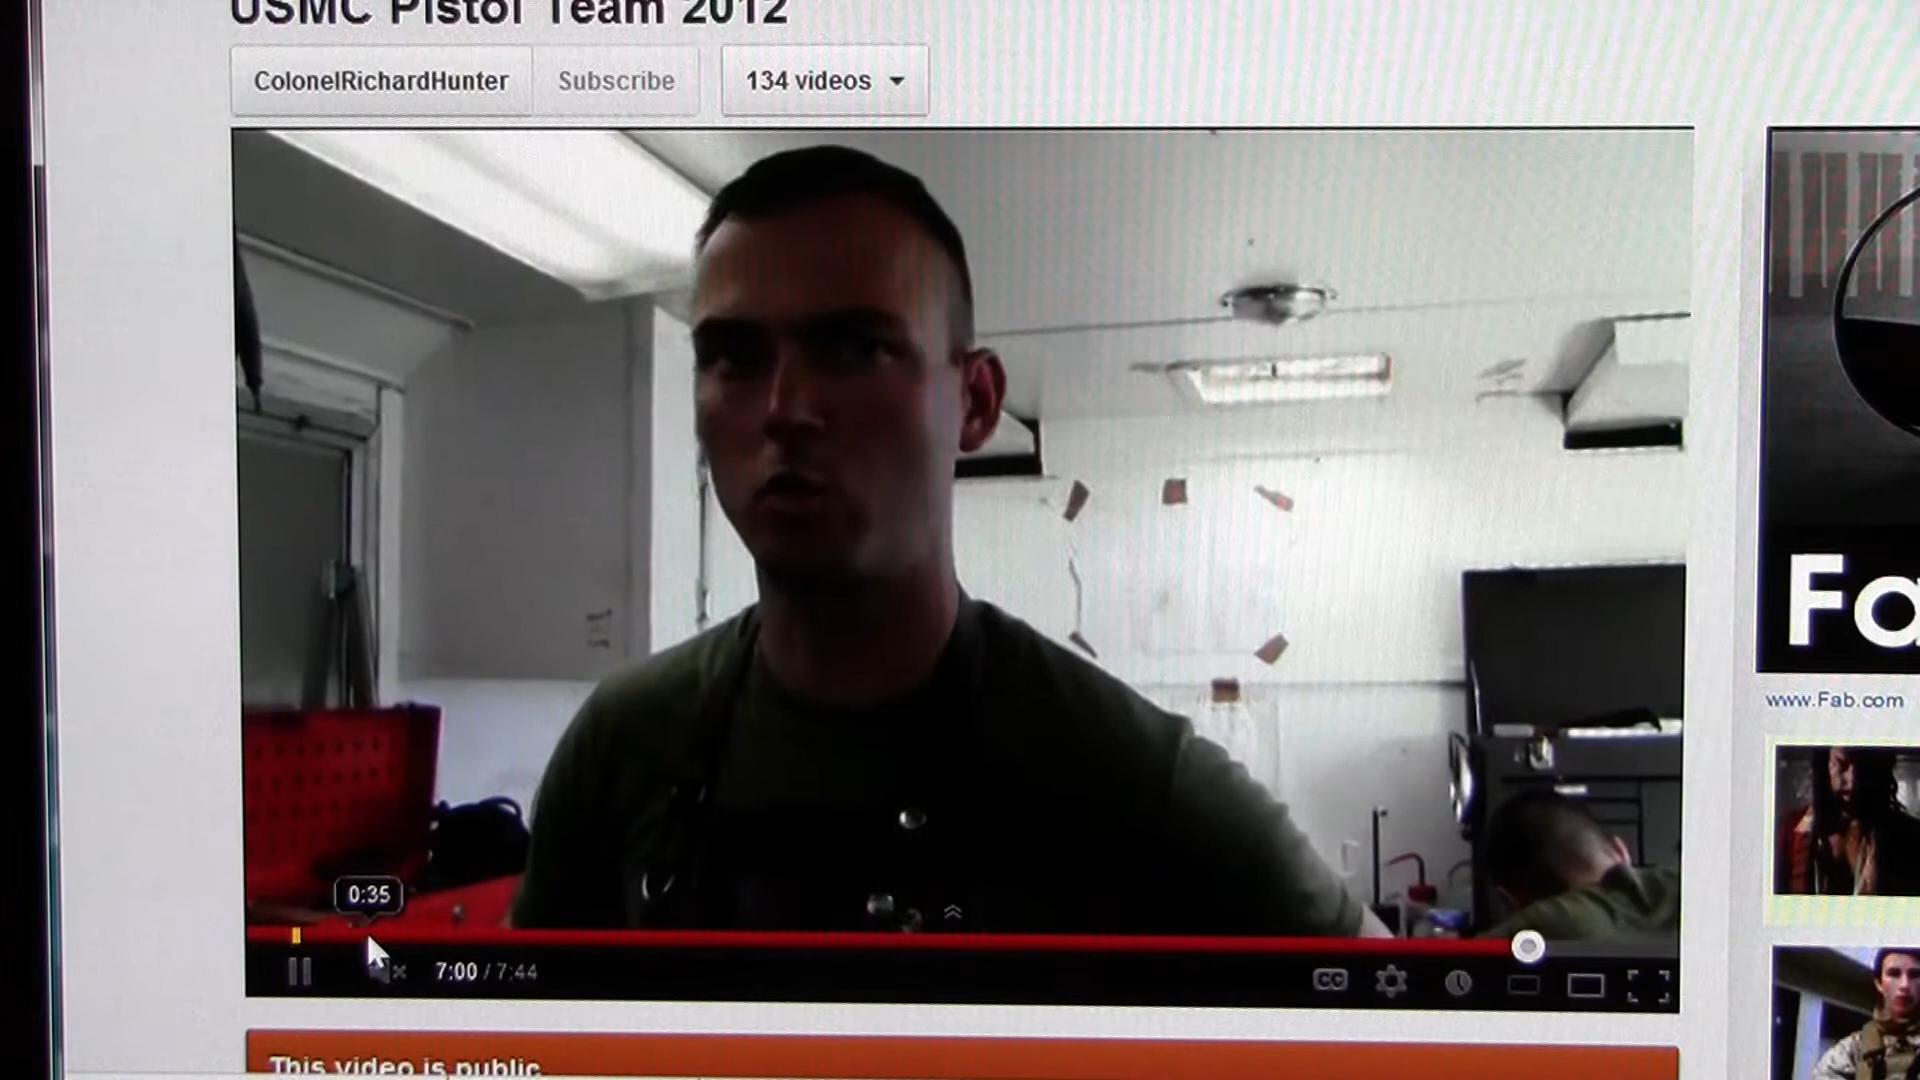 USMC Pistol Team 2012
ColonelRichardHunter Subscribe 134 videos
0:35
7:00 / 7:44
CC
Fa
www.Fab.com
This video is public.